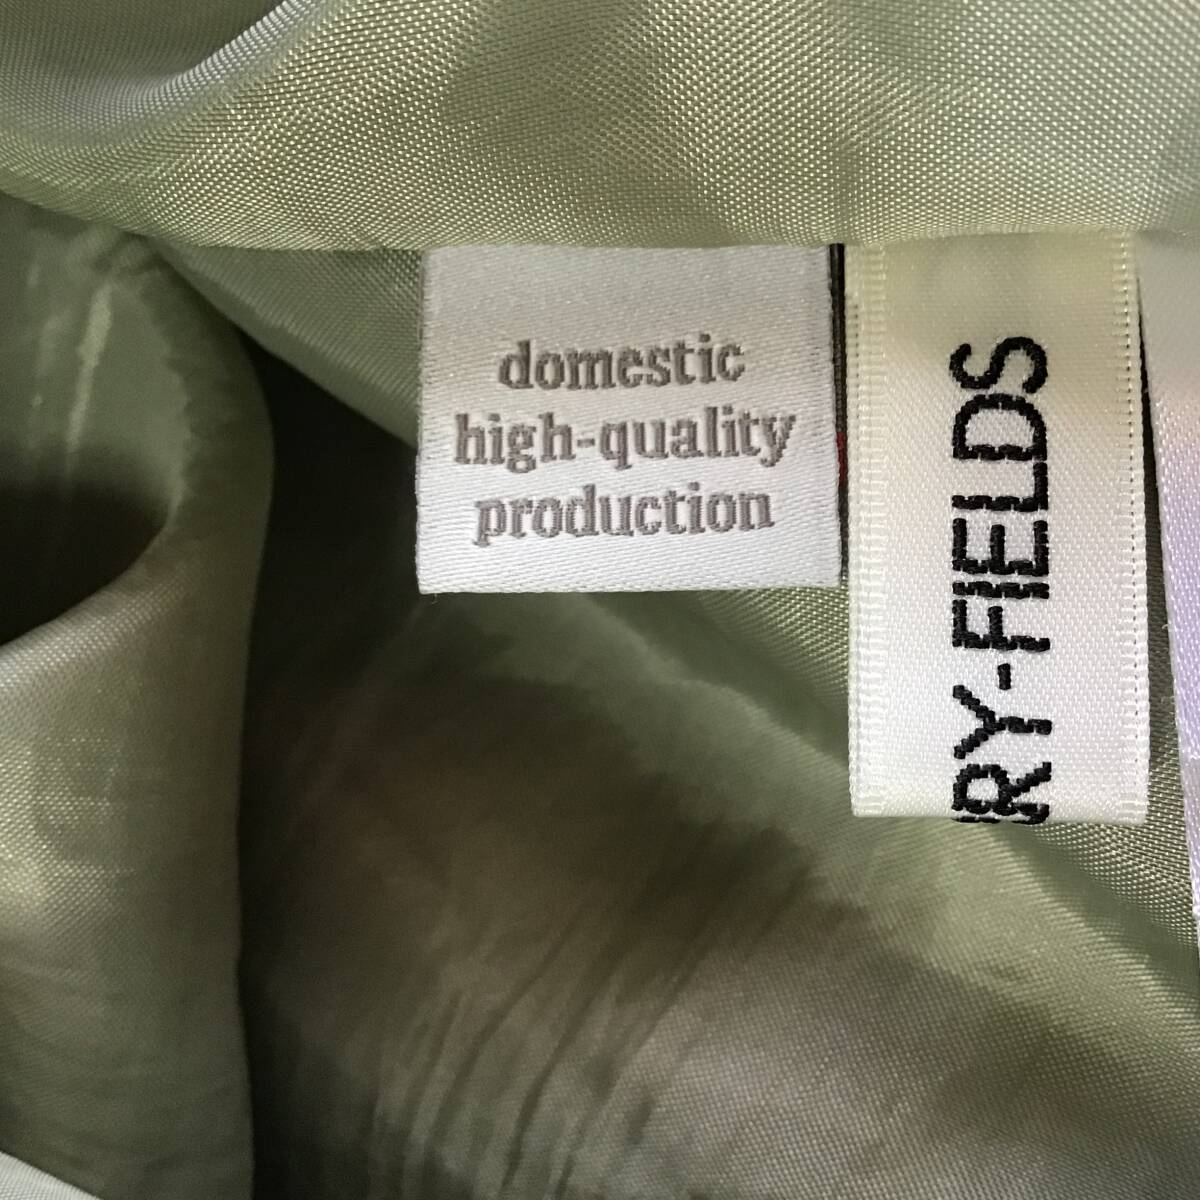 domestic
high-quality
production
RY-FIELDS